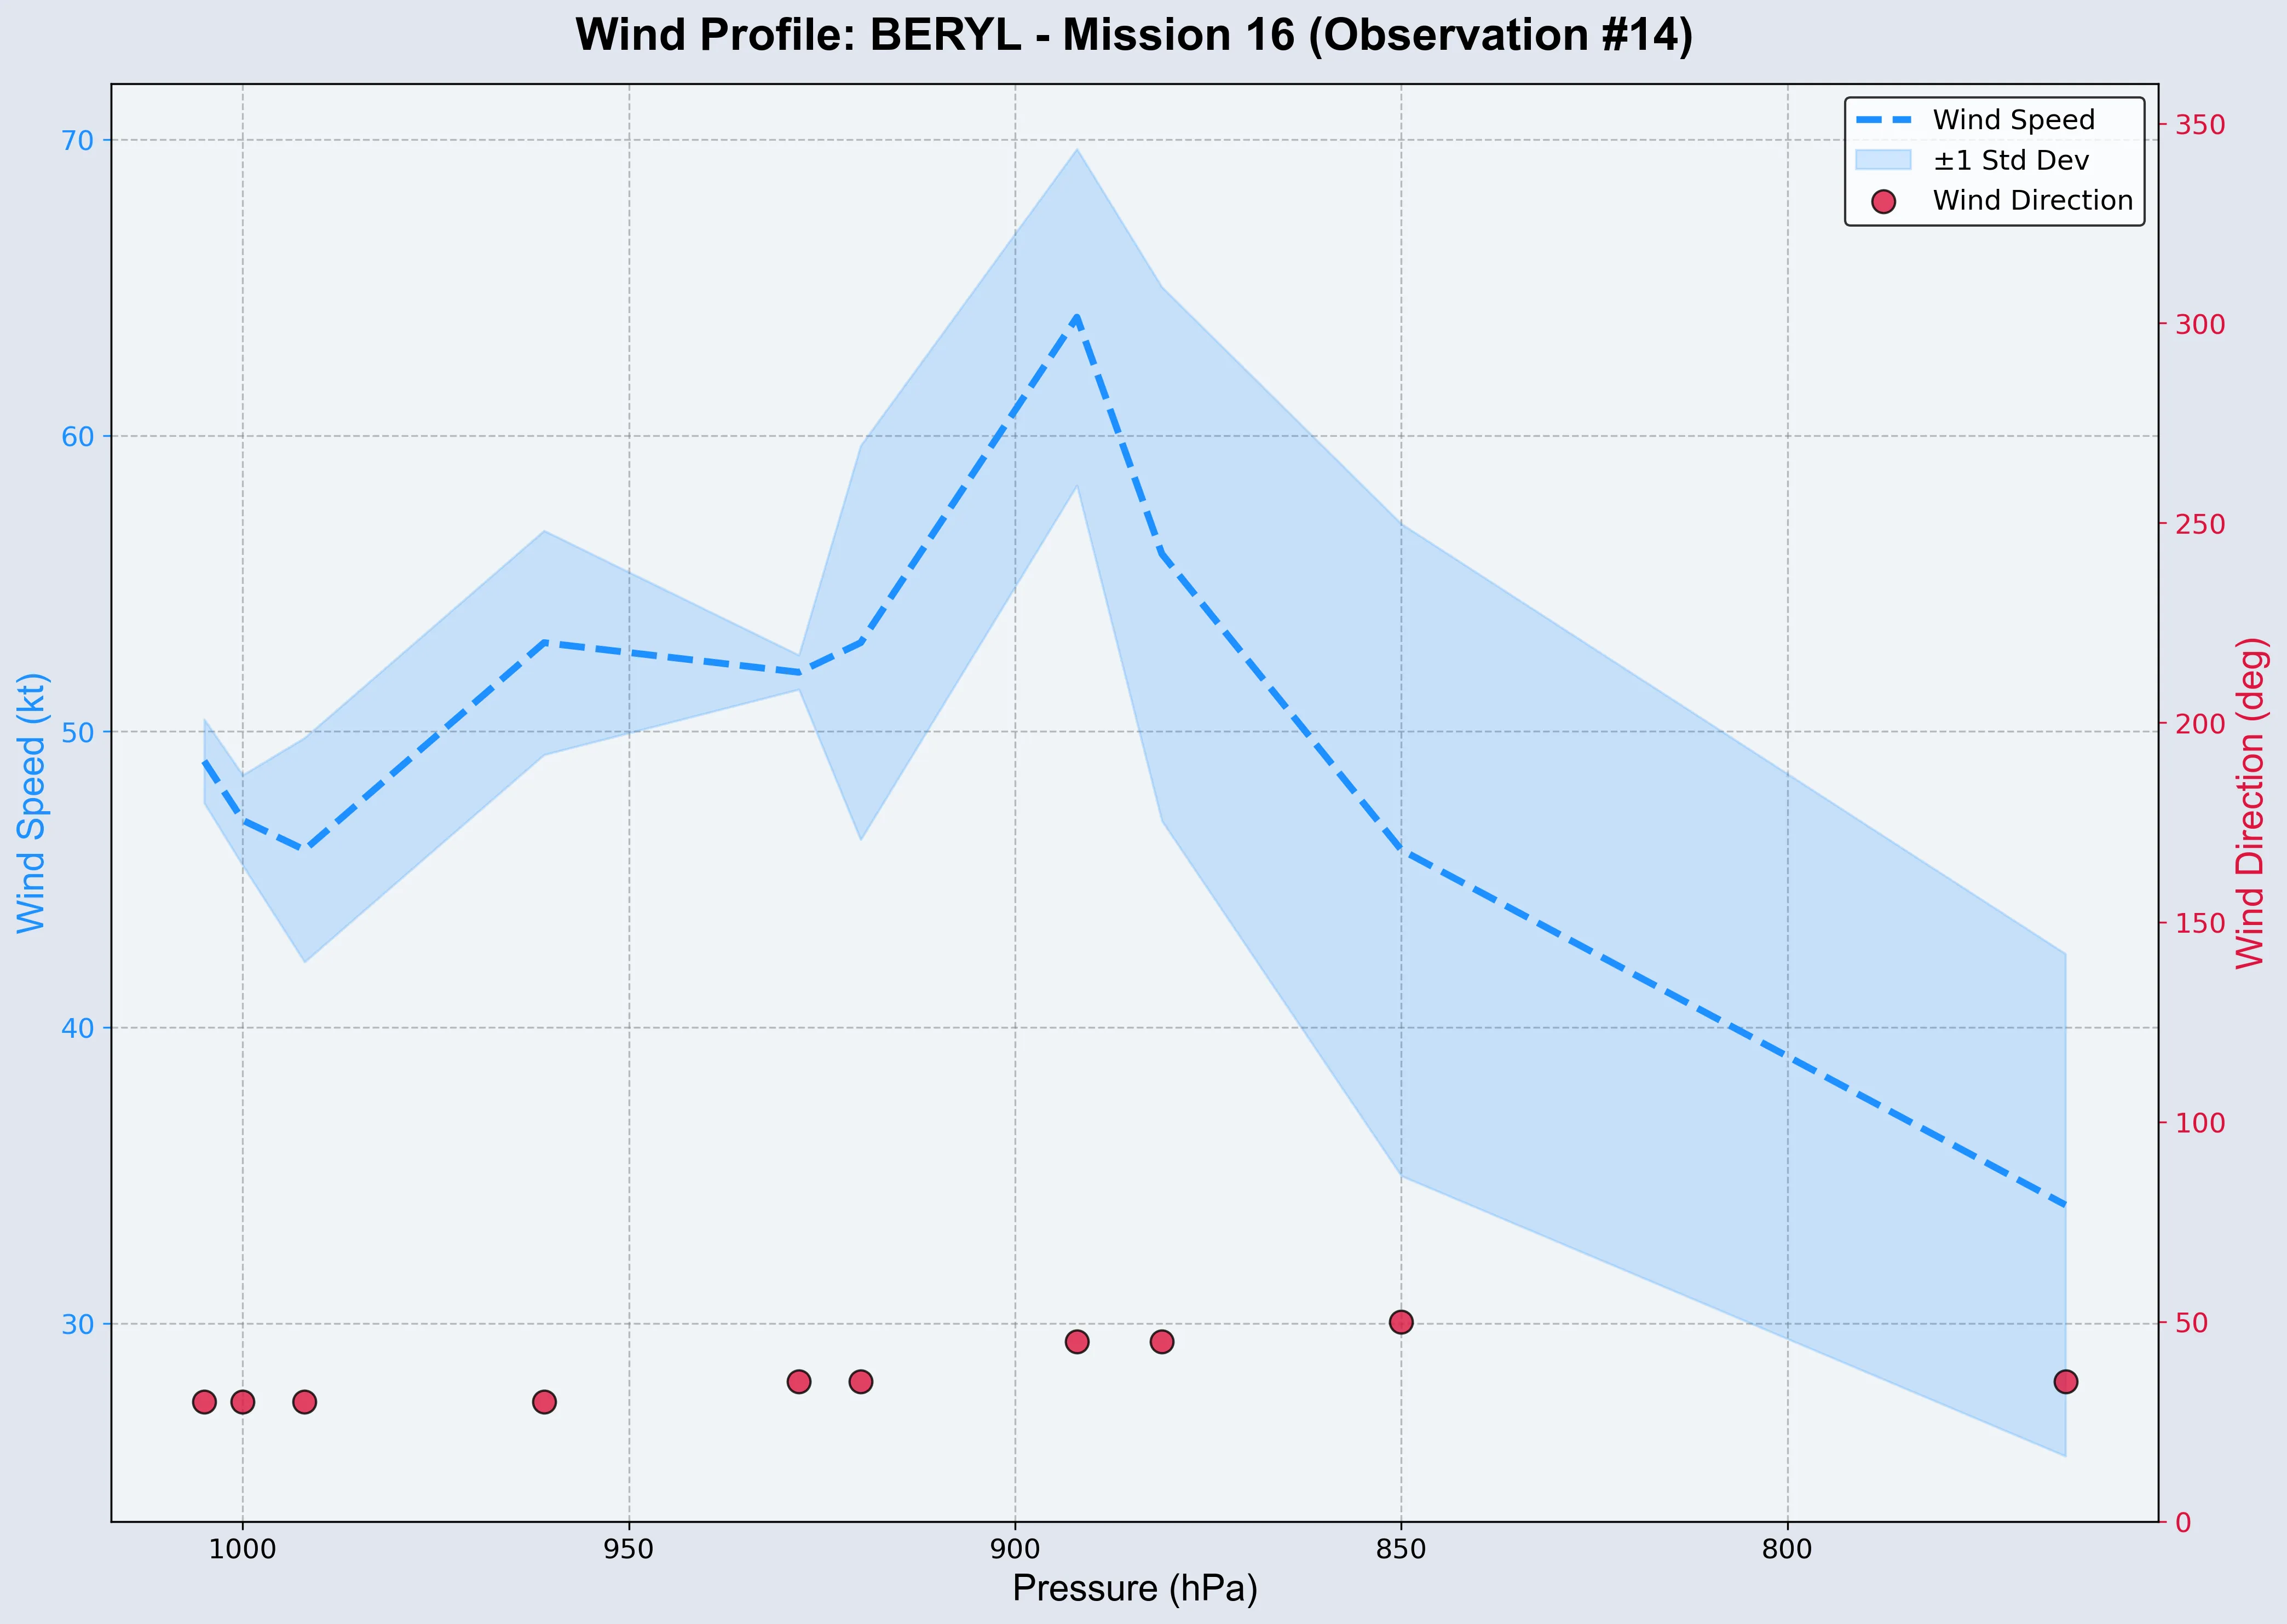 Wind Profile: BERYL - Mission 16 (Observation #14)
Wind Speed
±1 Std Dev
Wind Direction
70
60
50
40
30
Wind Speed (kt)
350
300
250
200
150
100
50
0
Wind Direction (deg)
1000
950
900
850
800
Pressure (hPa)